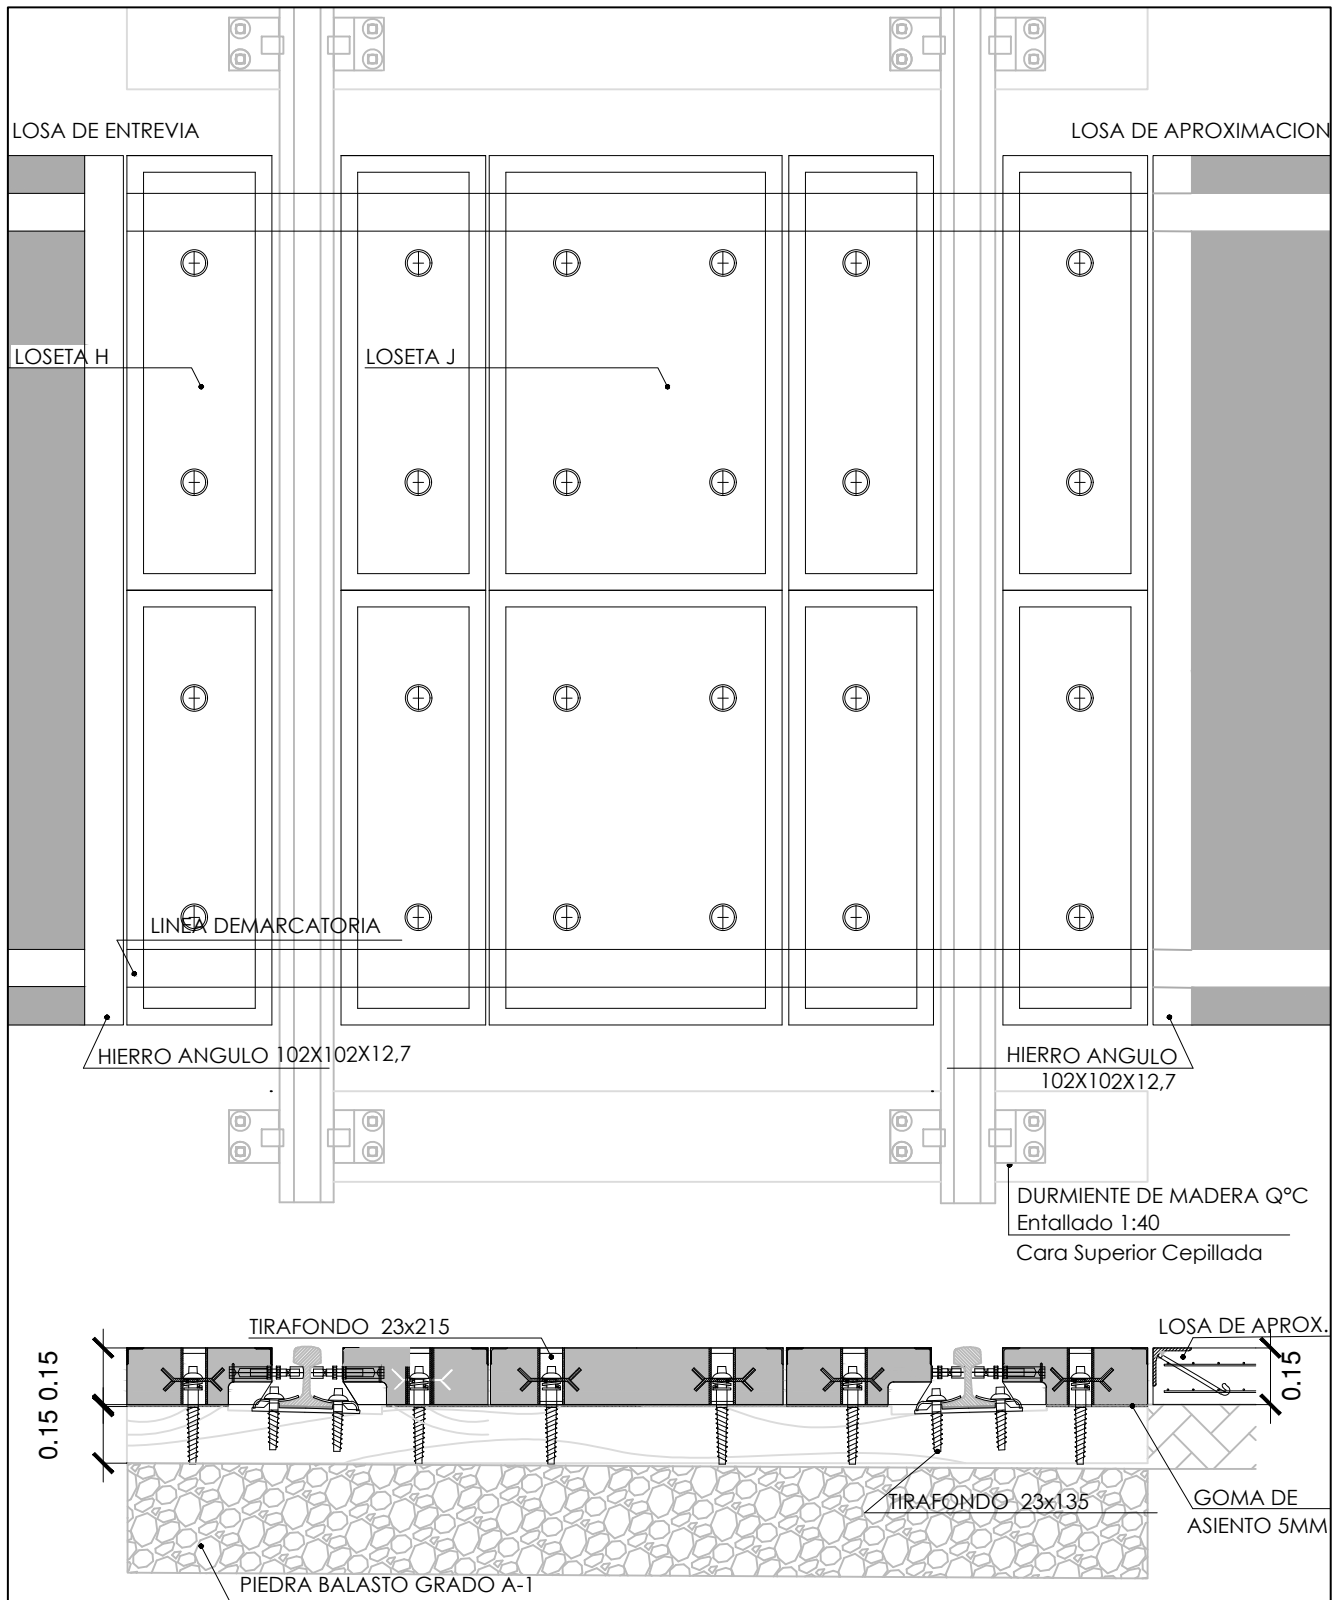 LOSA DE ENTREVIA
LOSA DE APROXIMACION
LOSETA H
LOSETA J
LINEA DEMARCATORIA
HIERRO ANGULO 102X102X12,7
HIERRO ANGULO
102X102X12,7
DURMIENTE DE MADERA QºC
Entallado 1:40
Cara Superior Cepillada
TIRAFONDO 23x215
LOSA DE APROX.
0.15
0.15
0.15
TIRAFONDO 23x135
GOMA DE
ASIENTO 5MM
PIEDRA BALASTO GRADO A-1